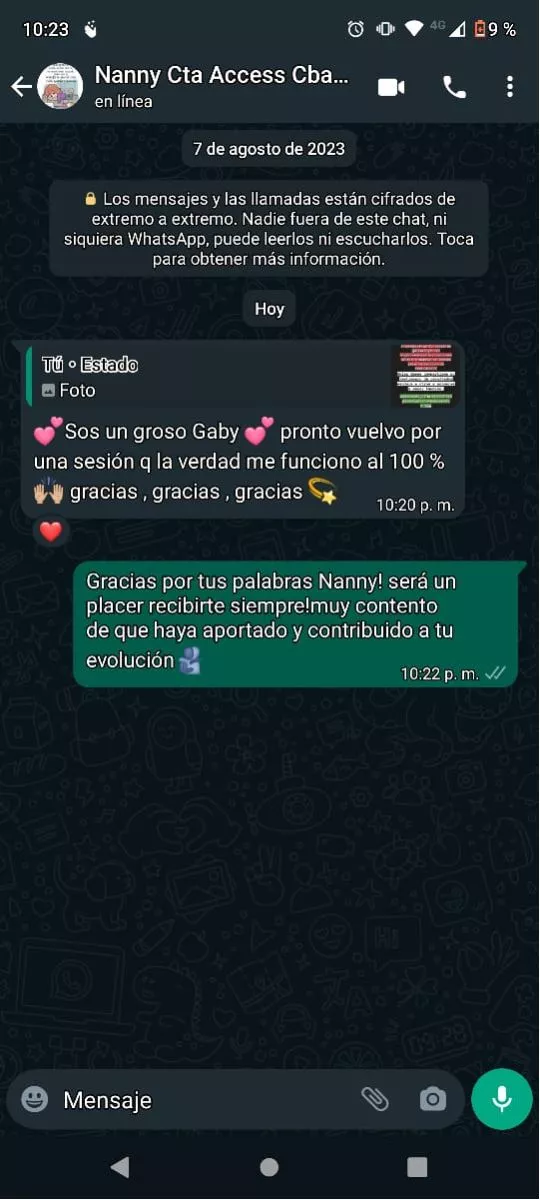 10:23
4G
9 %
Nanny Cta Access Cba...
en línea
7 de agosto de 2023
🔒 Los mensajes y las llamadas están cifrados de
extremo a extremo. Nadie fuera de este chat, ni
siquiera WhatsApp, puede leerlos ni escucharlos. Toca
para obtener más información.
Hoy
Tú • Estado
Foto
💕Sos un groso Gaby 💕 pronto vuelvo por
una sesión q la verdad me funciono al 100 %
🙌🏼 gracias , gracias , gracias 💫
10:20 p. m.
❤️
Gracias por tus palabras Nanny! será un
placer recibirte siempre!muy contento
de que haya aportado y contribuido a tu
evolución🫂
10:22 p. m.
Mensaje